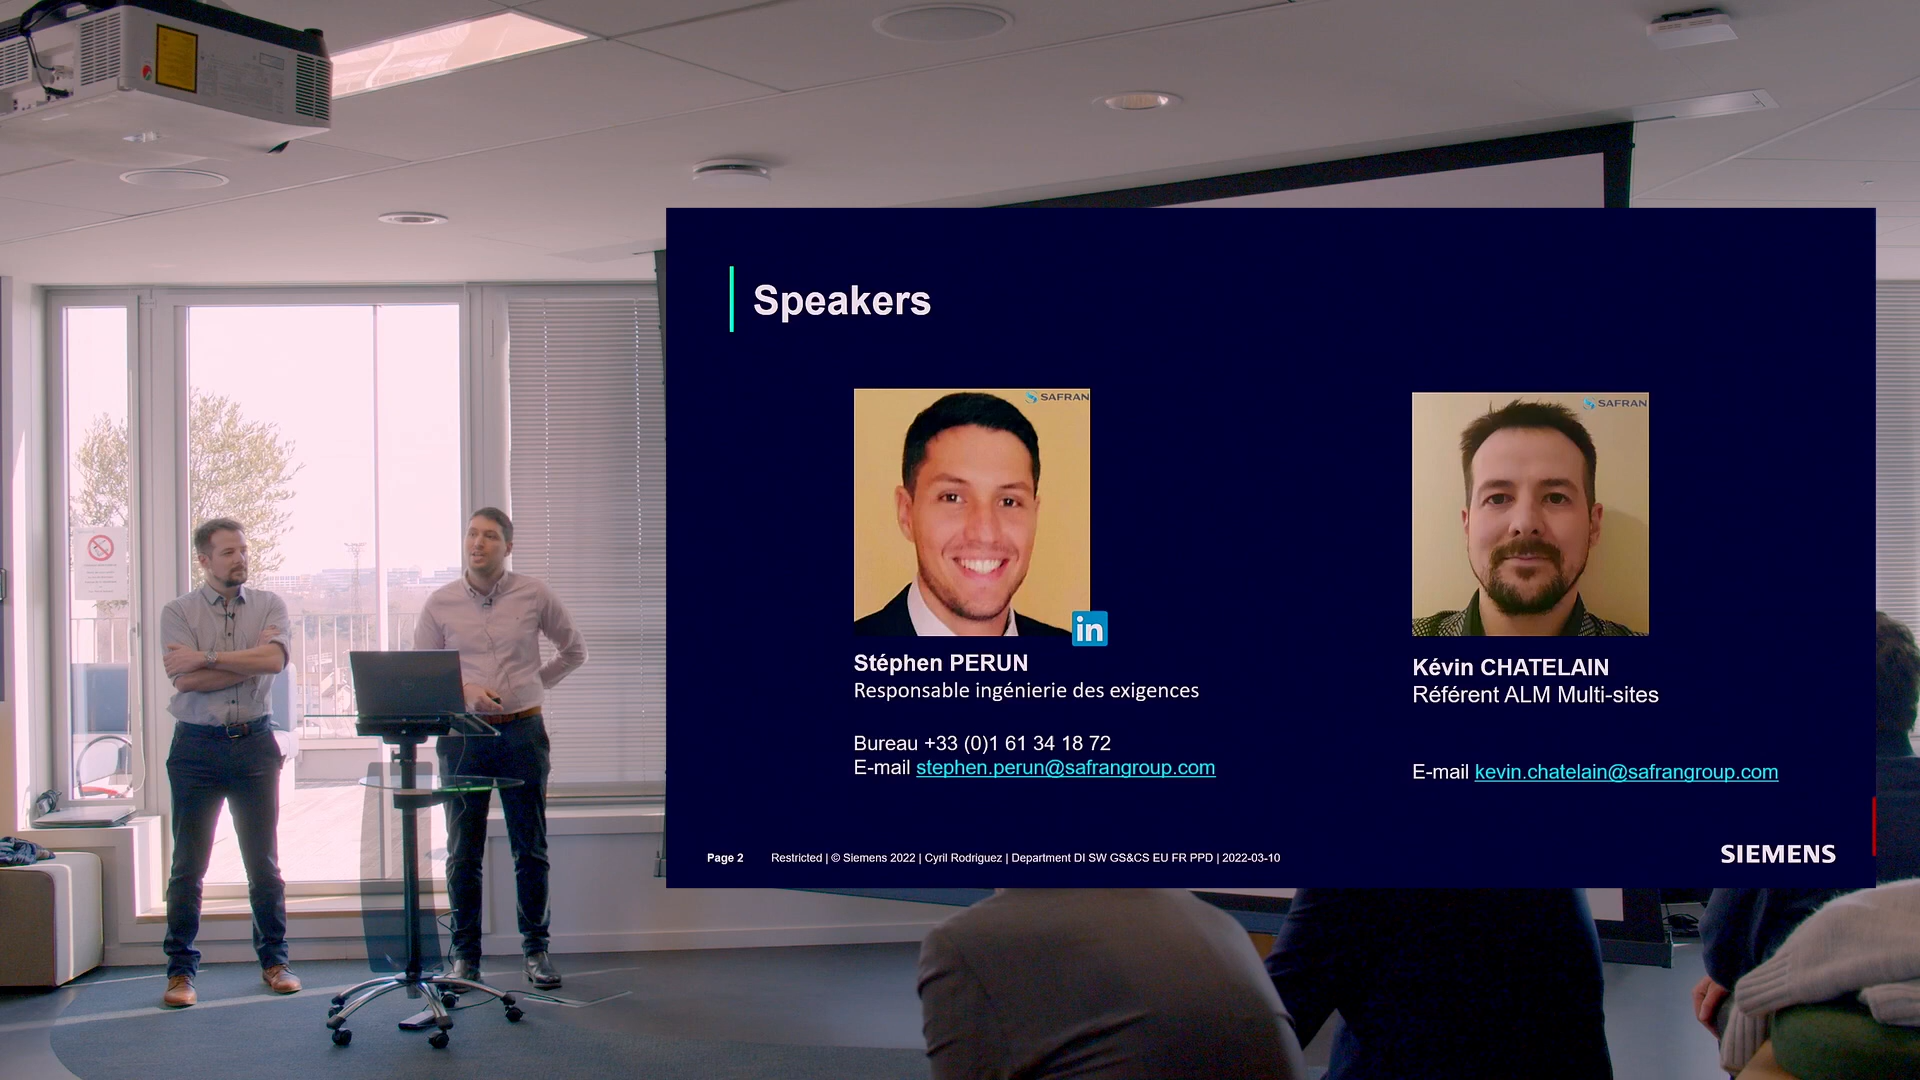 Speakers
SAFRAN
SAFRAN
in
Stéphen PERUN
Responsable ingénierie des exigences
Bureau +33 (0)1 61 34 18 72
E-mail stephen.perun@safrangroup.com
Kévin CHATELAIN
Référent ALM Multi-sites
E-mail kevin.chatelain@safrangroup.com
Page 2 Restricted | © Siemens 2022 | Cyril Rodriguez | Department DI SW GS&CS EU FR PPD | 2022-03-10
SIEMENS